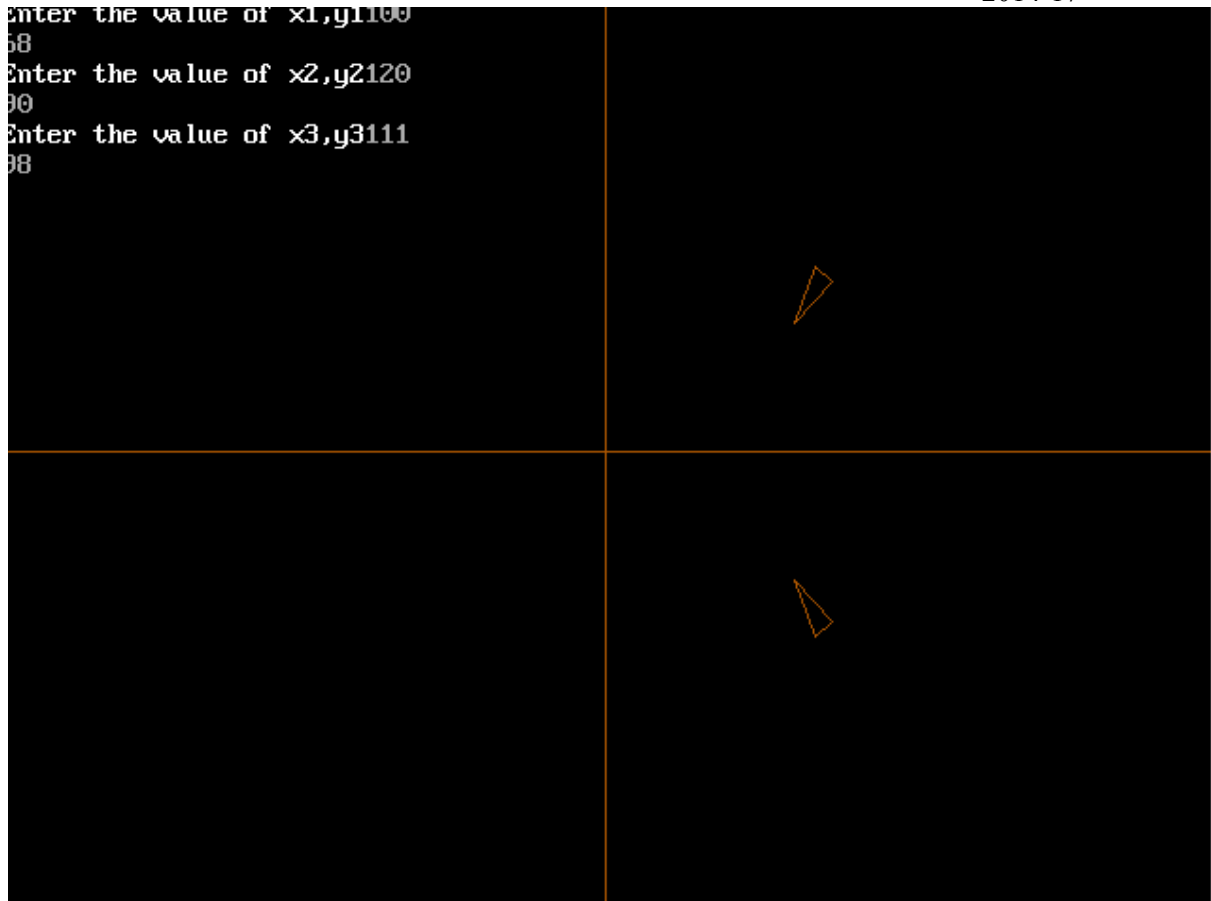 Enter the value of x1,y1100
68
Enter the value of x2,y2120
90
Enter the value of x3,y3111
98